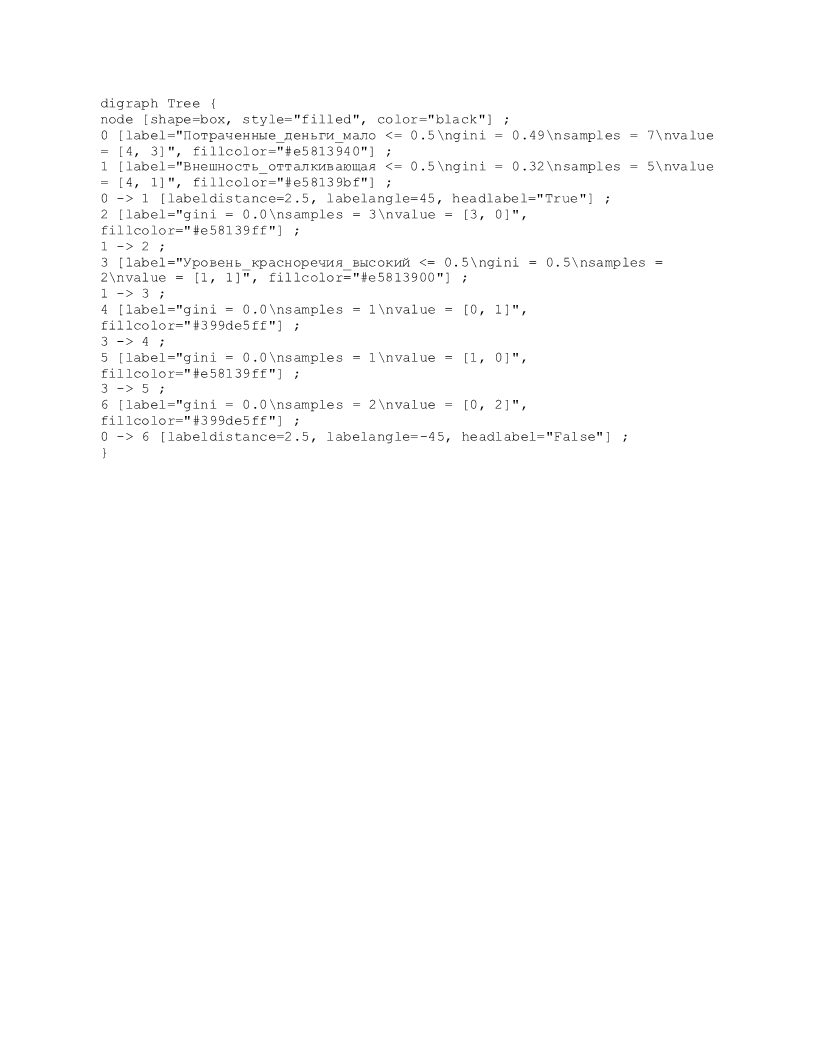 digraph Tree {
node [shape=box, style="filled", color="black"] ;
0 [label="Потраченные_деньги_мало <= 0.5\ngini = 0.49\nsamples = 7\nvalue
= [4, 3]", fillcolor="#e5813940"] ;
1 [label="Внешность_отталкивающая <= 0.5\ngini = 0.32\nsamples = 5\nvalue
= [4, 1]", fillcolor="#e58139bf"] ;
0 -> 1 [labeldistance=2.5, labelangle=45, headlabel="True"] ;
2 [label="gini = 0.0\nsamples = 3\nvalue = [3, 0]",
fillcolor="#e58139ff"] ;
1 -> 2 ;
3 [label="Уровень_красноречия_высокий <= 0.5\ngini = 0.5\nsamples =
2\nvalue = [1, 1]", fillcolor="#e5813900"] ;
1 -> 3 ;
4 [label="gini = 0.0\nsamples = 1\nvalue = [0, 1]",
fillcolor="#399de5ff"] ;
3 -> 4 ;
5 [label="gini = 0.0\nsamples = 1\nvalue = [1, 0]",
fillcolor="#e58139ff"] ;
3 -> 5 ;
6 [label="gini = 0.0\nsamples = 2\nvalue = [0, 2]",
fillcolor="#399de5ff"] ;
0 -> 6 [labeldistance=2.5, labelangle=-45, headlabel="False"] ;
}